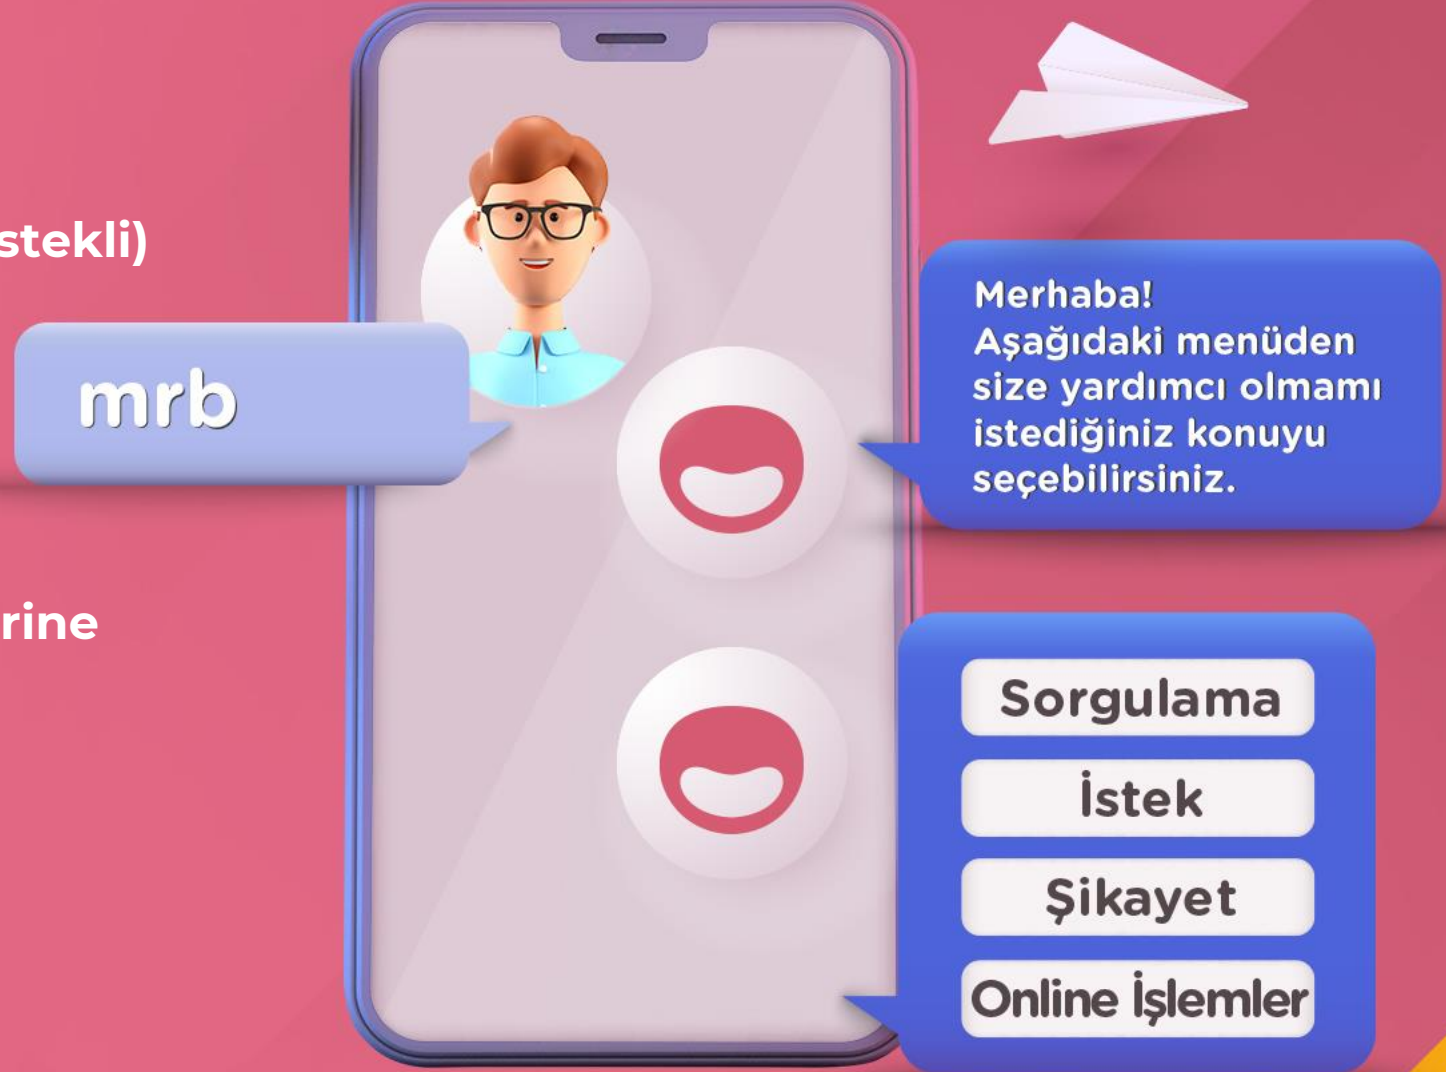 stekli)
mrb
Merhaba!
Aşağıdaki menüden
size yardımcı olmamı
istediğiniz konuyu
seçebilirsiniz.
rine
Sorgulama
İstek
Şikayet
Online İşlemler